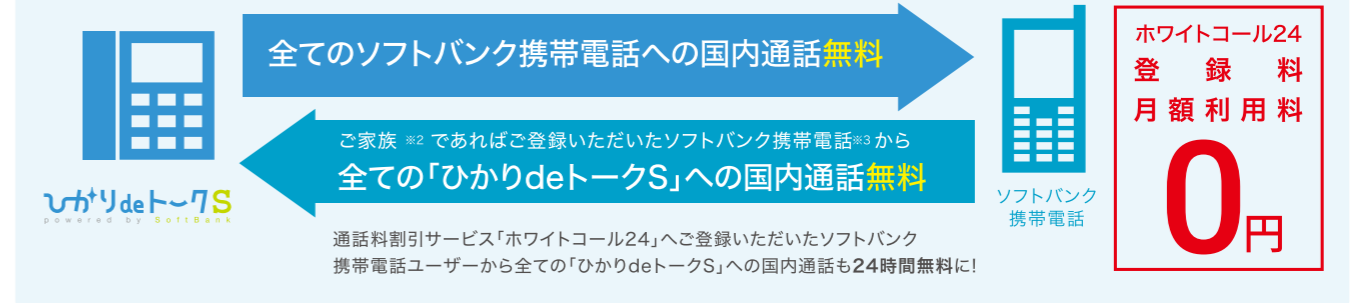 全てのソフトバンク携帯電話への国内通話無料
ご家族 ※2 であればご登録いただいたソフトバンク携帯電話※3から
全ての「ひかりdeトークS」への国内通話無料
ひかりdeトークS
powered by SoftBank
通話料割引サービス「ホワイトコール24」へご登録いただいたソフトバンク
携帯電話ユーザーから全ての「ひかりdeトークS」への国内通話も24時間無料に!
ソフトバンク
携帯電話
ホワイトコール24
登録料
月額利用料
0円